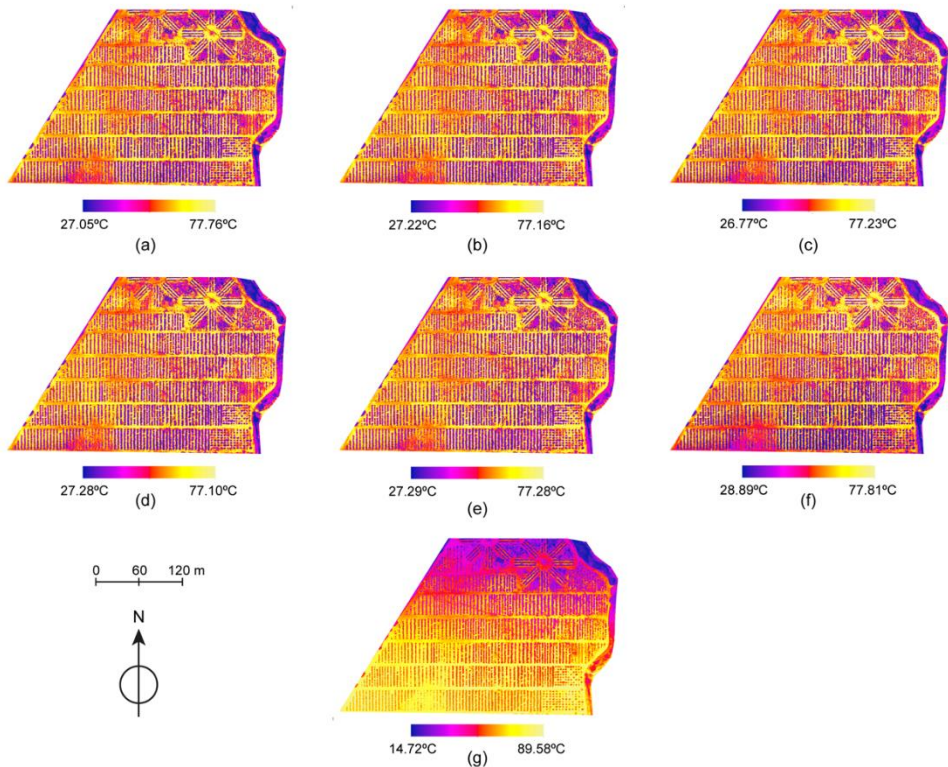 27.05ºC 77.76ºC
(a)
27.22ºC 77.16ºC
(b)
26.77ºC 77.23ºC
(c)
27.28ºC 77.10ºC
(d)
27.29ºC 77.28ºC
(e)
28.89ºC 77.81ºC
(f)
0 60 120 m
N
14.72ºC 89.58ºC
(g)